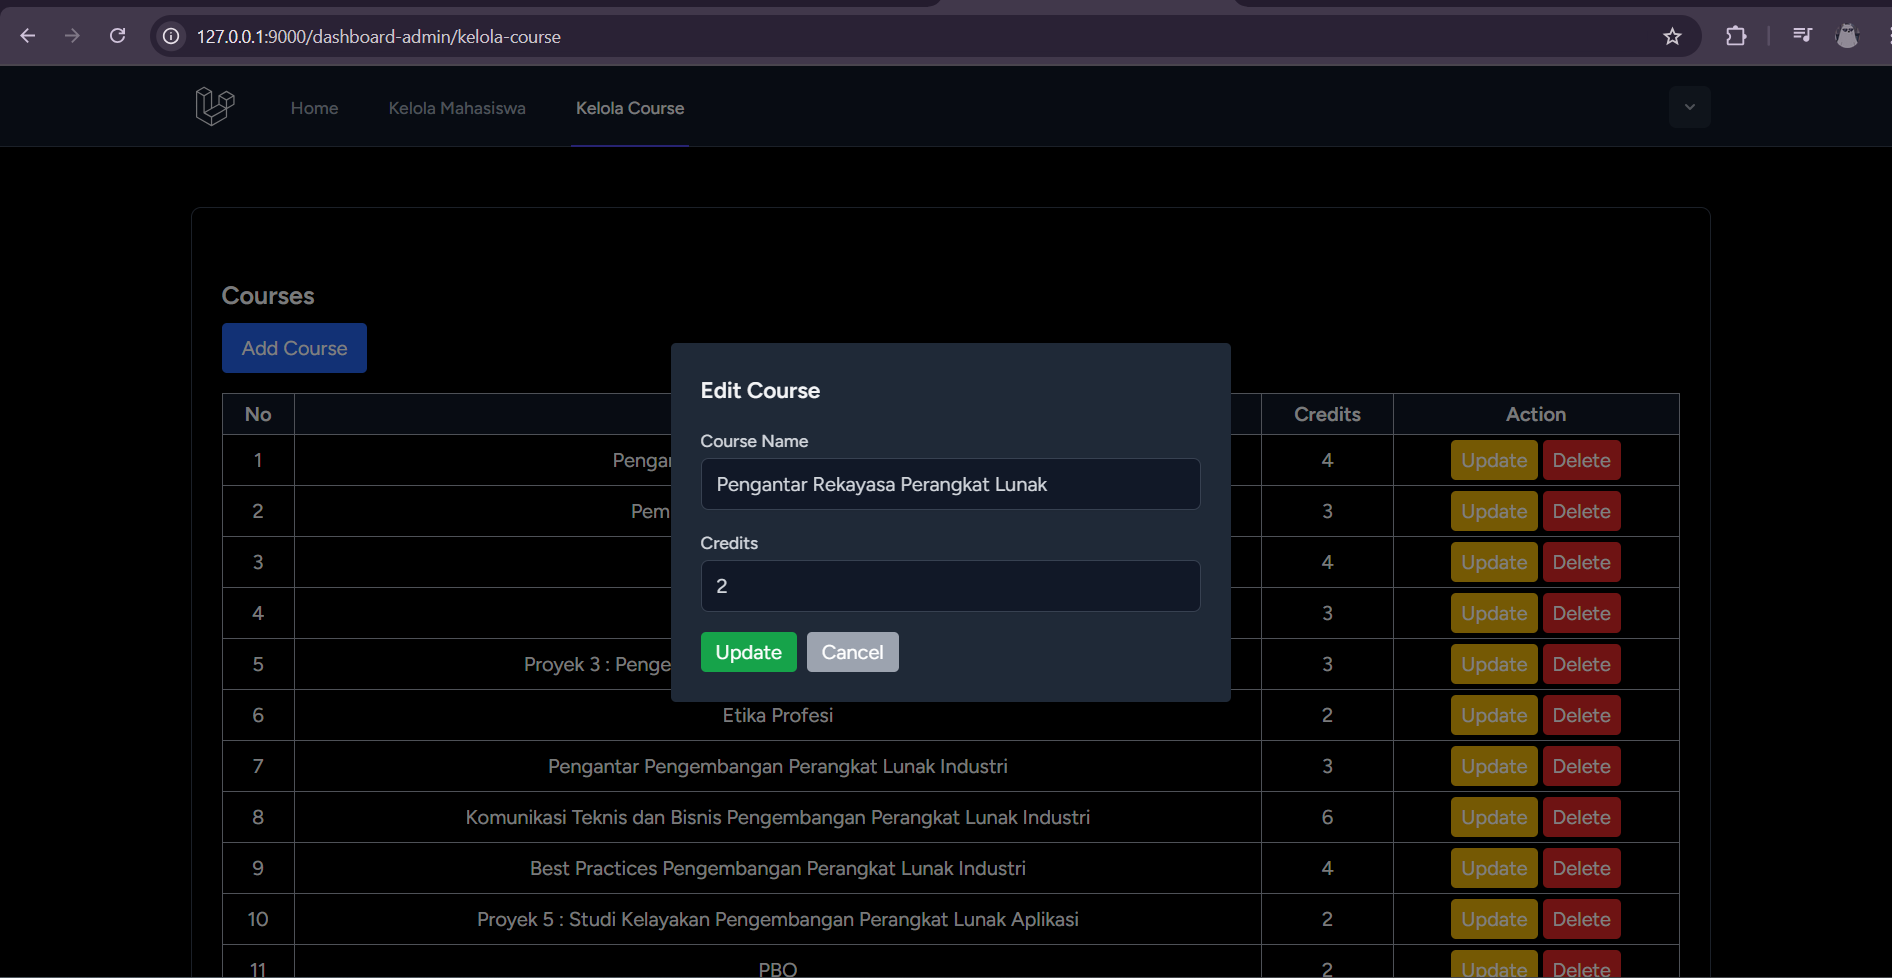 127.0.0.1:9000/dashboard-admin/kelola-course
Home Kelola Mahasiswa Kelola Course
Courses
Add Course
Edit Course
Course Name
Pengantar Rekayasa Perangkat Lunak
Credits
2
Update Cancel
No Credits Action
1 4 Update Delete
2 3 Update Delete
3 4 Update Delete
4 3 Update Delete
5 Proyek 3 : 3 Update Delete
6 Etika Profesi 2 Update Delete
7 Pengantar Pengembangan Perangkat Lunak Industri 3 Update Delete
8 Komunikasi Teknis dan Bisnis Pengembangan Perangkat Lunak Industri 6 Update Delete
9 Best Practices Pengembangan Perangkat Lunak Industri 4 Update Delete
10 Proyek 5 : Studi Kelayakan Pengembangan Perangkat Lunak Aplikasi 2 Update Delete
11 PBO 2 Update Delete